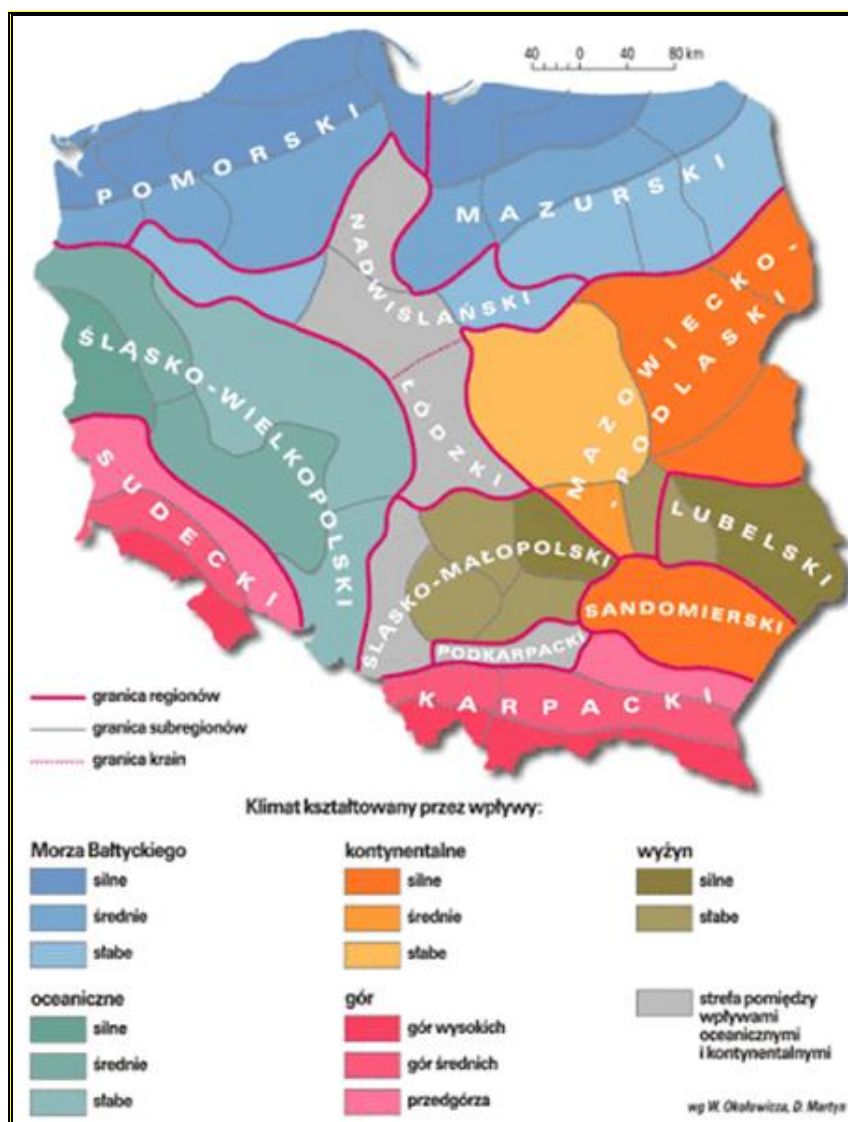 40 0 40 80 km
POMORSKI
MAZURSKI
NADWIŚLAŃSKI
MAZOWIECKO-
-PODLASKI
ŚLĄSKO-WIELKOPOLSKI
ŁÓDZKI
SUDECKI
LUBELSKI
ŚLĄSKO-MAŁOPOLSKI
SANDOMIERSKI
PODKARPACKI
KARPACKI
granica regionów
granica subregionów
granica krain
Klimat kształtowany przez wpływy:
Morza Bałtyckiego
silne
średnie
słabe
kontynentalne
silne
średnie
słabe
wyżyn
silne
słabe
oceaniczne
silne
średnie
słabe
gór
gór wysokich
gór średnich
przedgórza
strefa pomiędzy
wpływami
oceanicznymi
i kontynentalnymi
wg W. Okołowicza, D. Martyn